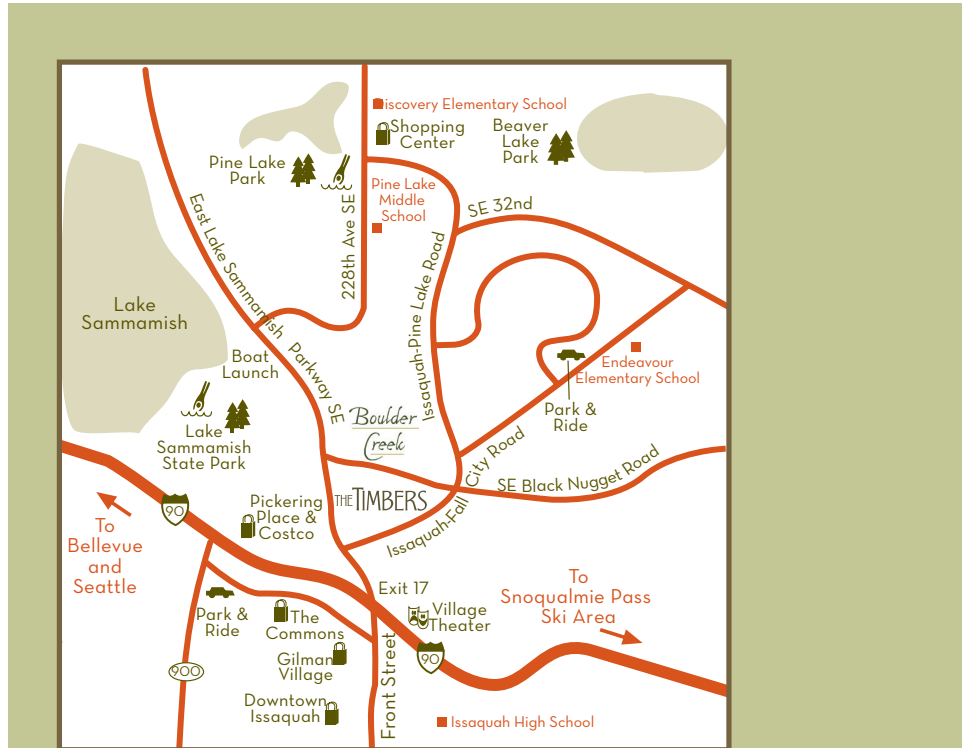 Discovery Elementary School
Shopping
Center
Beaver
Lake
Park
Pine Lake
Park
Pine Lake
Middle
School
228th Ave SE
SE 32nd
East Lake Sammamish Parkway SE
Issaquah-Pine Lake Road
Lake
Sammamish
Boat
Launch
Endeavour
Elementary School
Park &
Ride
Boulder
Creek
Lake
Sammamish
State Park
Issaquah-Fall City Road
SE Black Nugget Road
THE TIMBERS
Pickering
Place &
Costco
90
To
Bellevue
and
Seattle
Exit 17
To
Snoqualmie Pass
Ski Area
Park &
Ride
The
Commons
Village
Theater
Gilman
Village
90
900
Front Street
Downtown
Issaquah
Issaquah High School